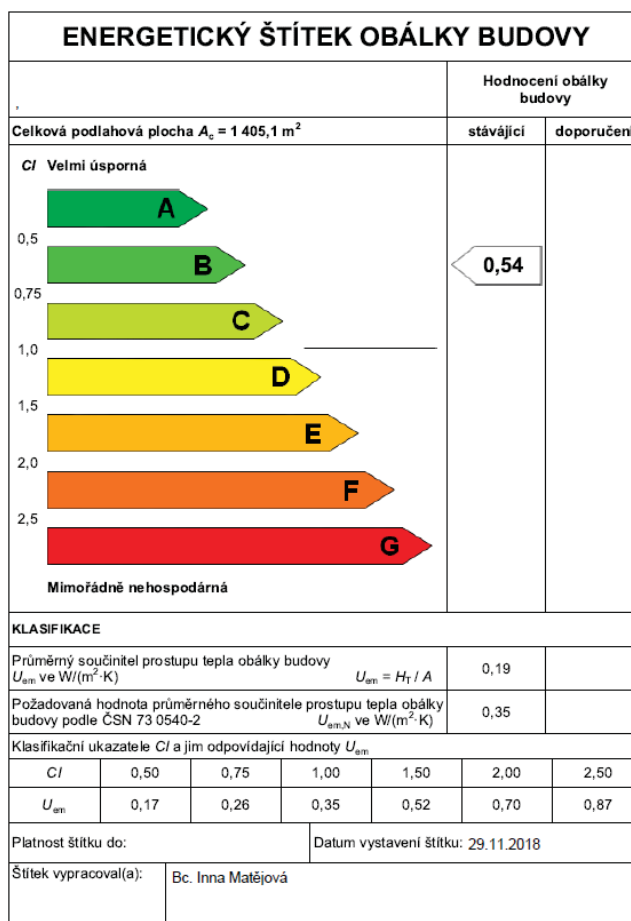 ENERGETICKÝ ŠTÍTEK OBÁLKY BUDOVY
,
Hodnocení obálky
budovy
Celková podlahová plocha Ac = 1 405,1 m²
stávající
doporučení
CI Velmi úsporná
A
0,5
B
0,54
0,75
C
1,0
D
1,5
E
2,0
F
2,5
G
Mimořádně nehospodárná
KLASIFIKACE
Průměrný součinitel prostupu tepla obálky budovy
Uem ve W/(m²·K) Uem = HT / A
0,19
Požadovaná hodnota průměrného součinitele prostupu tepla obálky
budovy podle ČSN 73 0540-2 Uem,N ve W/(m²·K)
0,35
Klasifikační ukazatele CI a jim odpovídající hodnoty Uem
CI 0,50 0,75 1,00 1,50 2,00 2,50
Uem 0,17 0,26 0,35 0,52 0,70 0,87
Platnost štítku do:
Datum vystavení štítku: 29.11.2018
Štítek vypracoval(a):
Bc. Inna Matějová